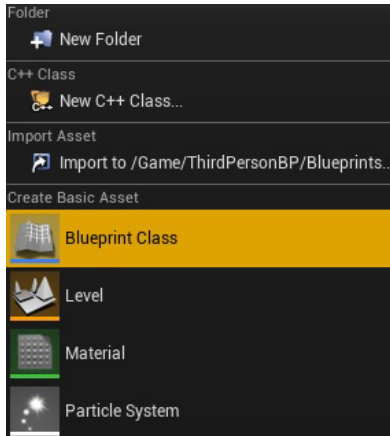 Folder
New Folder
C++ Class
New C++ Class...
Import Asset
Import to /Game/ThirdPersonBP/Blueprints..
Create Basic Asset
Blueprint Class
Level
Material
Particle System